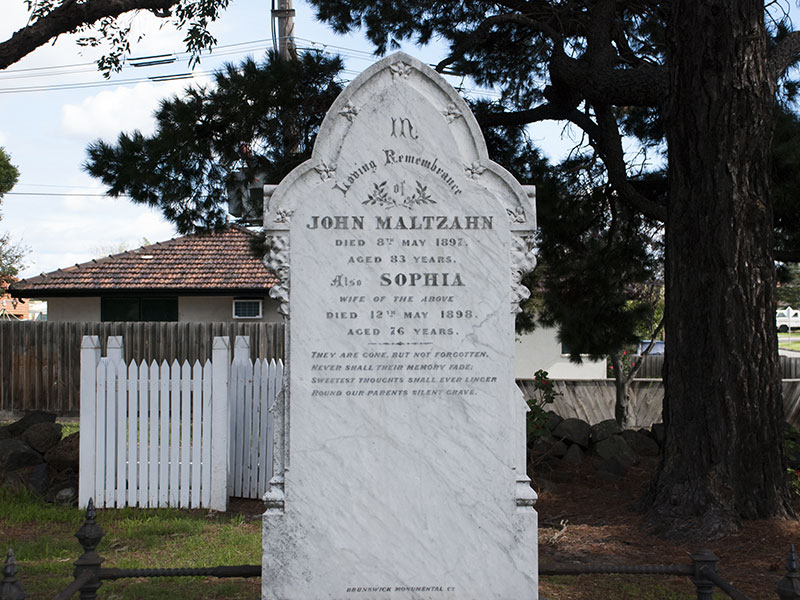 In
Loving Remembrance
of
JOHN MALTZAHN
DIED 8TH MAY 1897.
AGED 83 YEARS.
Also SOPHIA
WIFE OF THE ABOVE
DIED 12TH MAY 1898.
AGED 76 YEARS.
THEY ARE GONE, BUT NOT FORGOTTEN,
NEVER SHALL THEIR MEMORY FADE;
SWEETEST THOUGHTS SHALL EVER LINGER
ROUND OUR PARENTS SILENT GRAVE.
BRUNSWICK MONUMENTAL CO